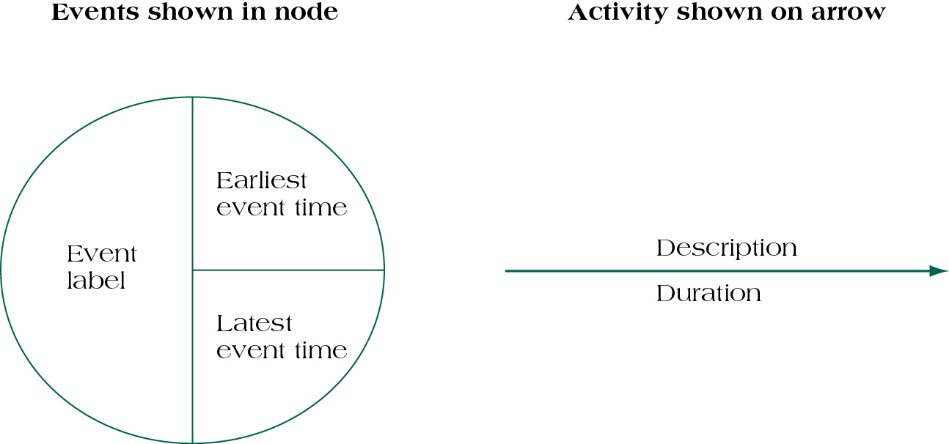 Events shown in node
Activity shown on arrow
Earliest
event time
Event
label
Latest
event time
Description
Duration